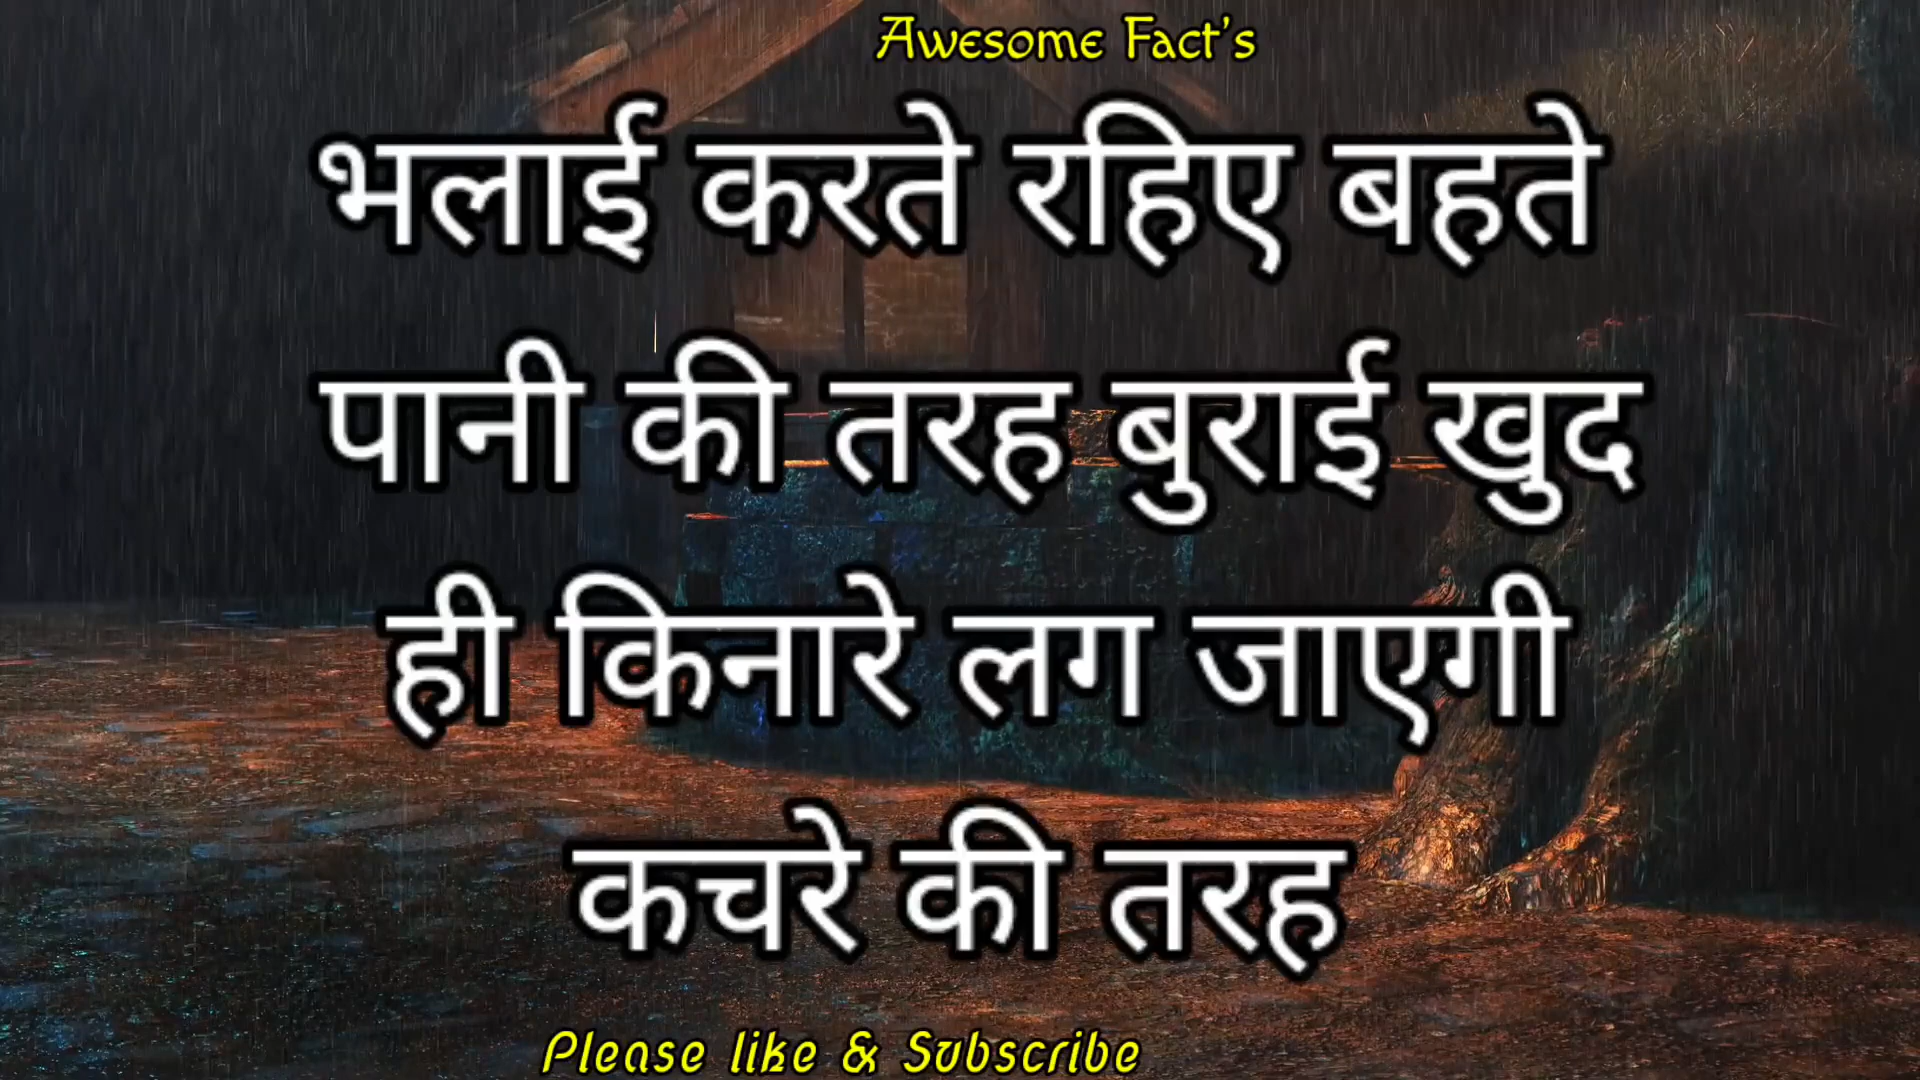 Awesome Fact's
भलाई करते रहिए बहते
पानी की तरह बुराई खुद
ही किनारे लग जाएगी
कचरे की तरह
Please like & Subscribe